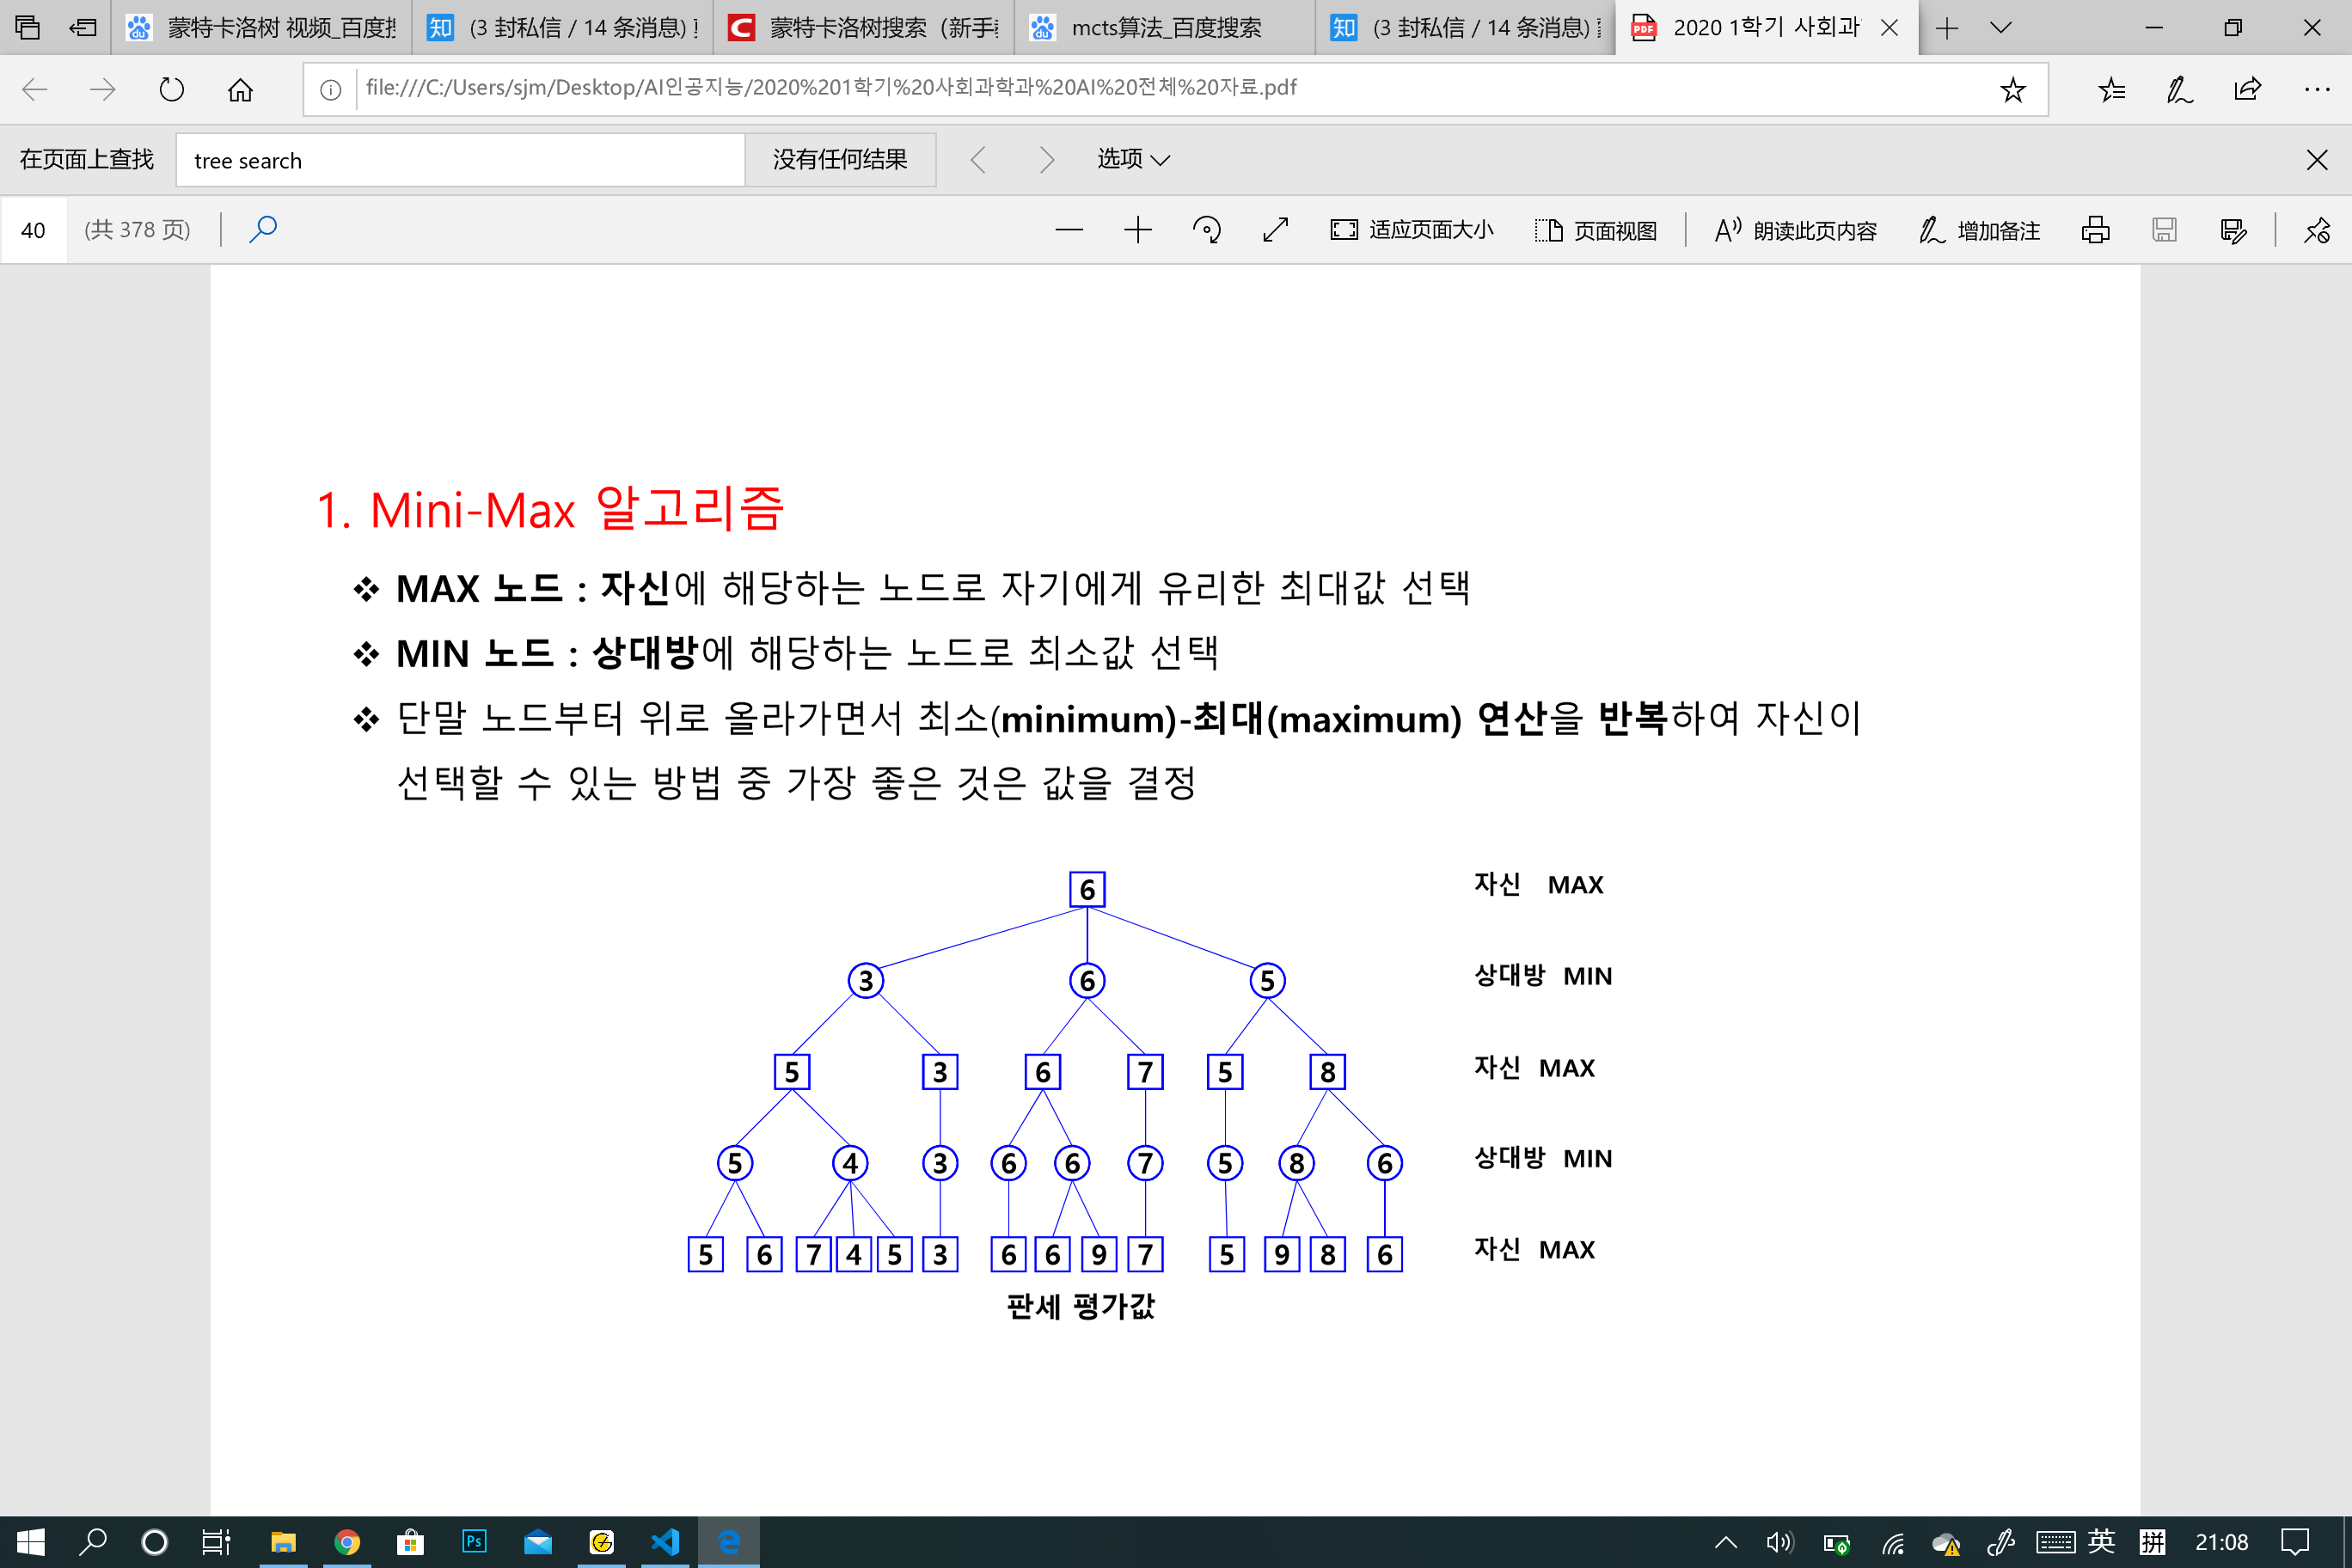 蒙特卡洛树 视频_百度搜
(3 封私信 / 14 条消息)
蒙特卡洛树搜索（新手
mcts算法_百度搜索
(3 封私信 / 14 条消息)
2020 1학기 사회과
file:///C:/Users/sjm/Desktop/AI인공지능/2020%201학기%20사회과학과%20AI%20전체%20자료.pdf
在页面上查找 tree search 没有任何结果 选项
40 (共 378 页) 适应页面大小 页面视图 朗读此页内容 增加备注
1. Mini-Max 알고리즘
❖ MAX 노드 : 자신에 해당하는 노드로 자기에게 유리한 최대값 선택
❖ MIN 노드 : 상대방에 해당하는 노드로 최소값 선택
❖ 단말 노드부터 위로 올라가면서 최소(minimum)-최대(maximum) 연산을 반복하여 자신이
선택할 수 있는 방법 중 가장 좋은 것은 값을 결정
6 자신 MAX
3 6 5 상대방 MIN
5 3 6 7 5 8 자신 MAX
5 4 3 6 6 7 5 8 6 상대방 MIN
5 6 7 4 5 3 6 6 9 7 5 9 8 6 자신 MAX
판세 평가값
Ps
英 拼 21:08